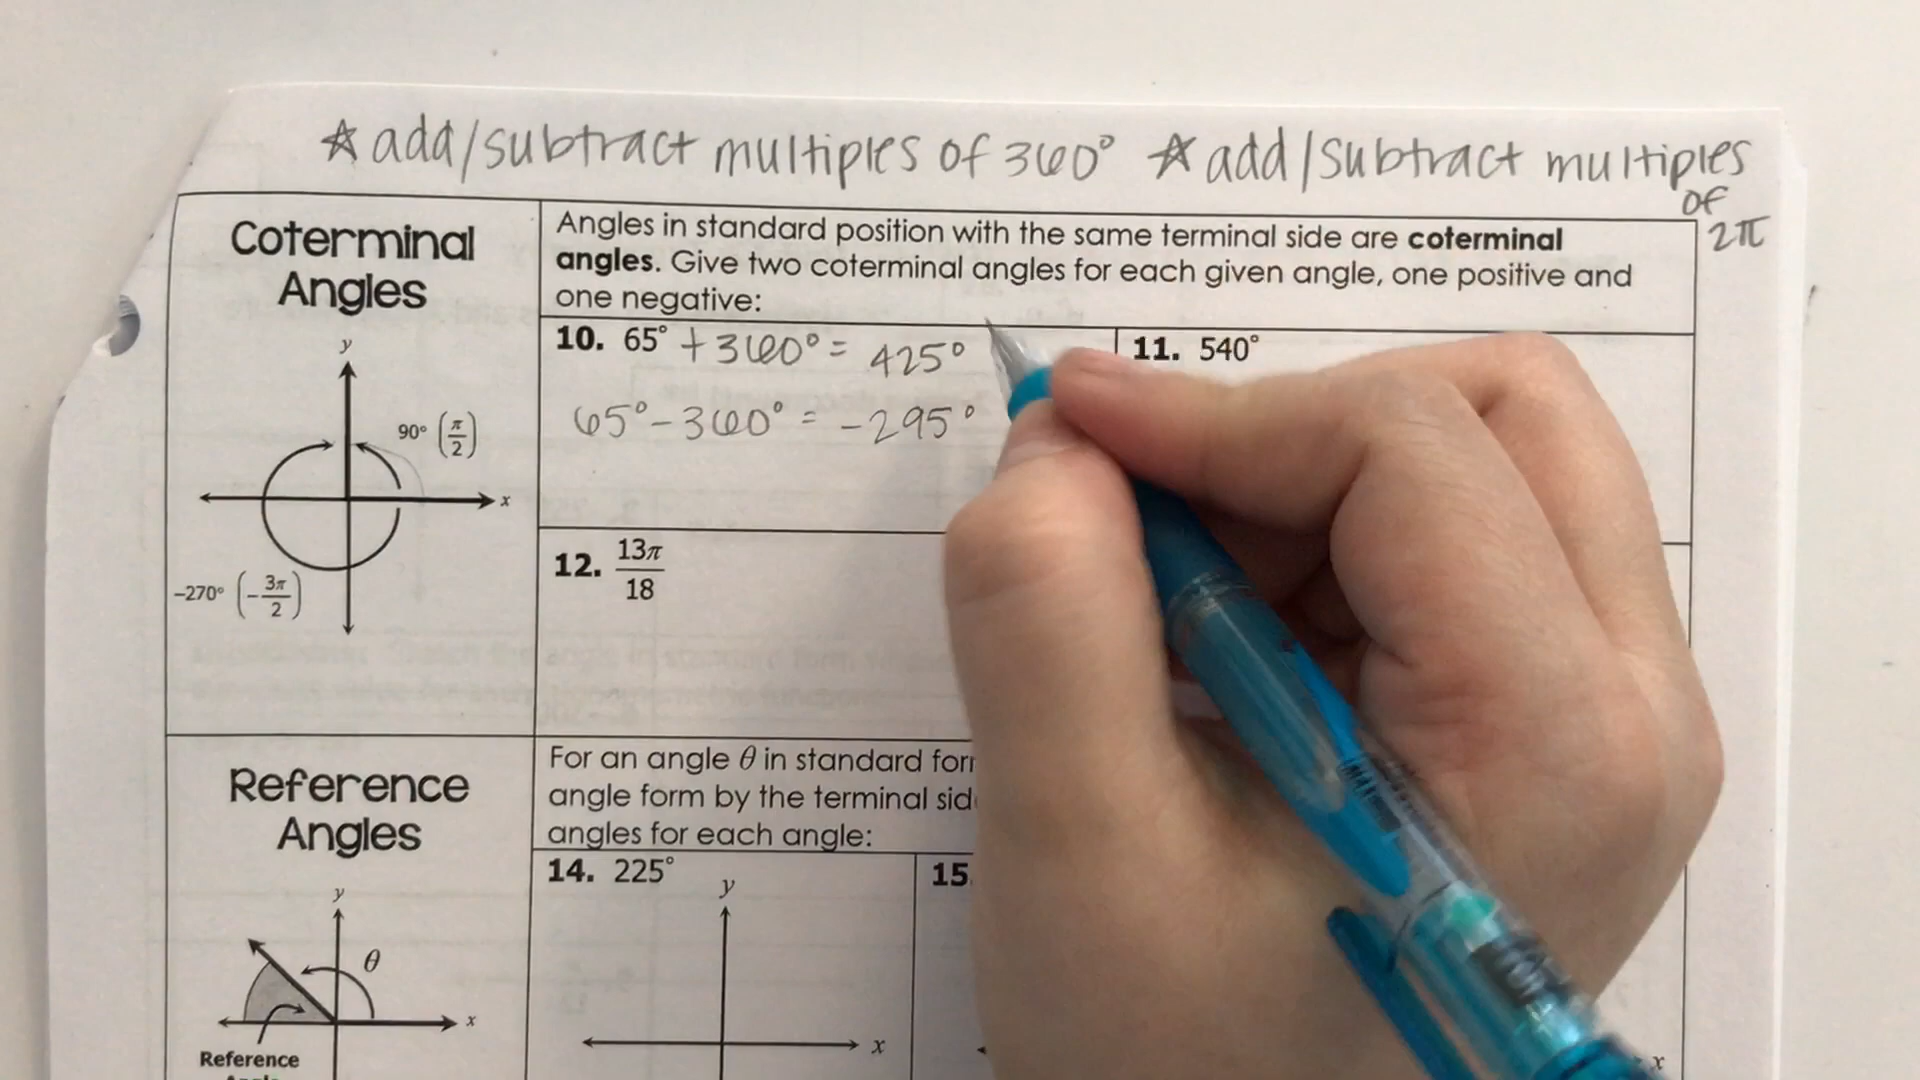 ☆ add/subtract multiples of 360° ☆ add/subtract multiples
of
2π
Coterminal
Angles
Angles in standard position with the same terminal side are coterminal
angles. Give two coterminal angles for each given angle, one positive and
one negative:
y
90° (π/2)
x
-270° (-3π/2)
10. 65° + 360° = 425°
65° - 360° = -295°
11. 540°
12. 13π/18
Reference
Angles
y
θ
x
Reference
For an angle θ in standard for
angle form by the terminal sid
angles for each angle:
14. 225°
y
x
15.
x